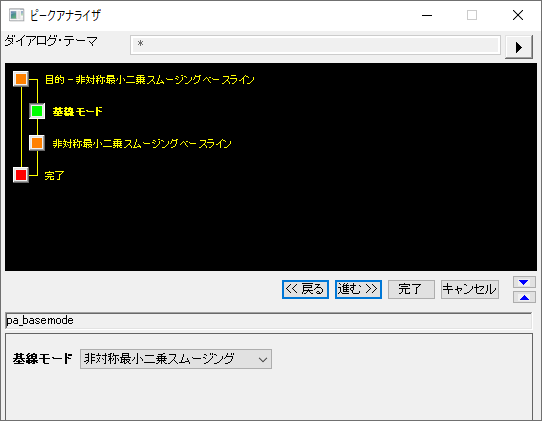 ピークアナライザ
ダイアログ・テーマ
*
目的 - 非対称最小二乗スムージングベースライン
基線モード
非対称最小二乗スムージングベースライン
完了
<< 戻る
進む >>
完了
キャンセル
pa_basemode
基線モード
非対称最小二乗スムージング